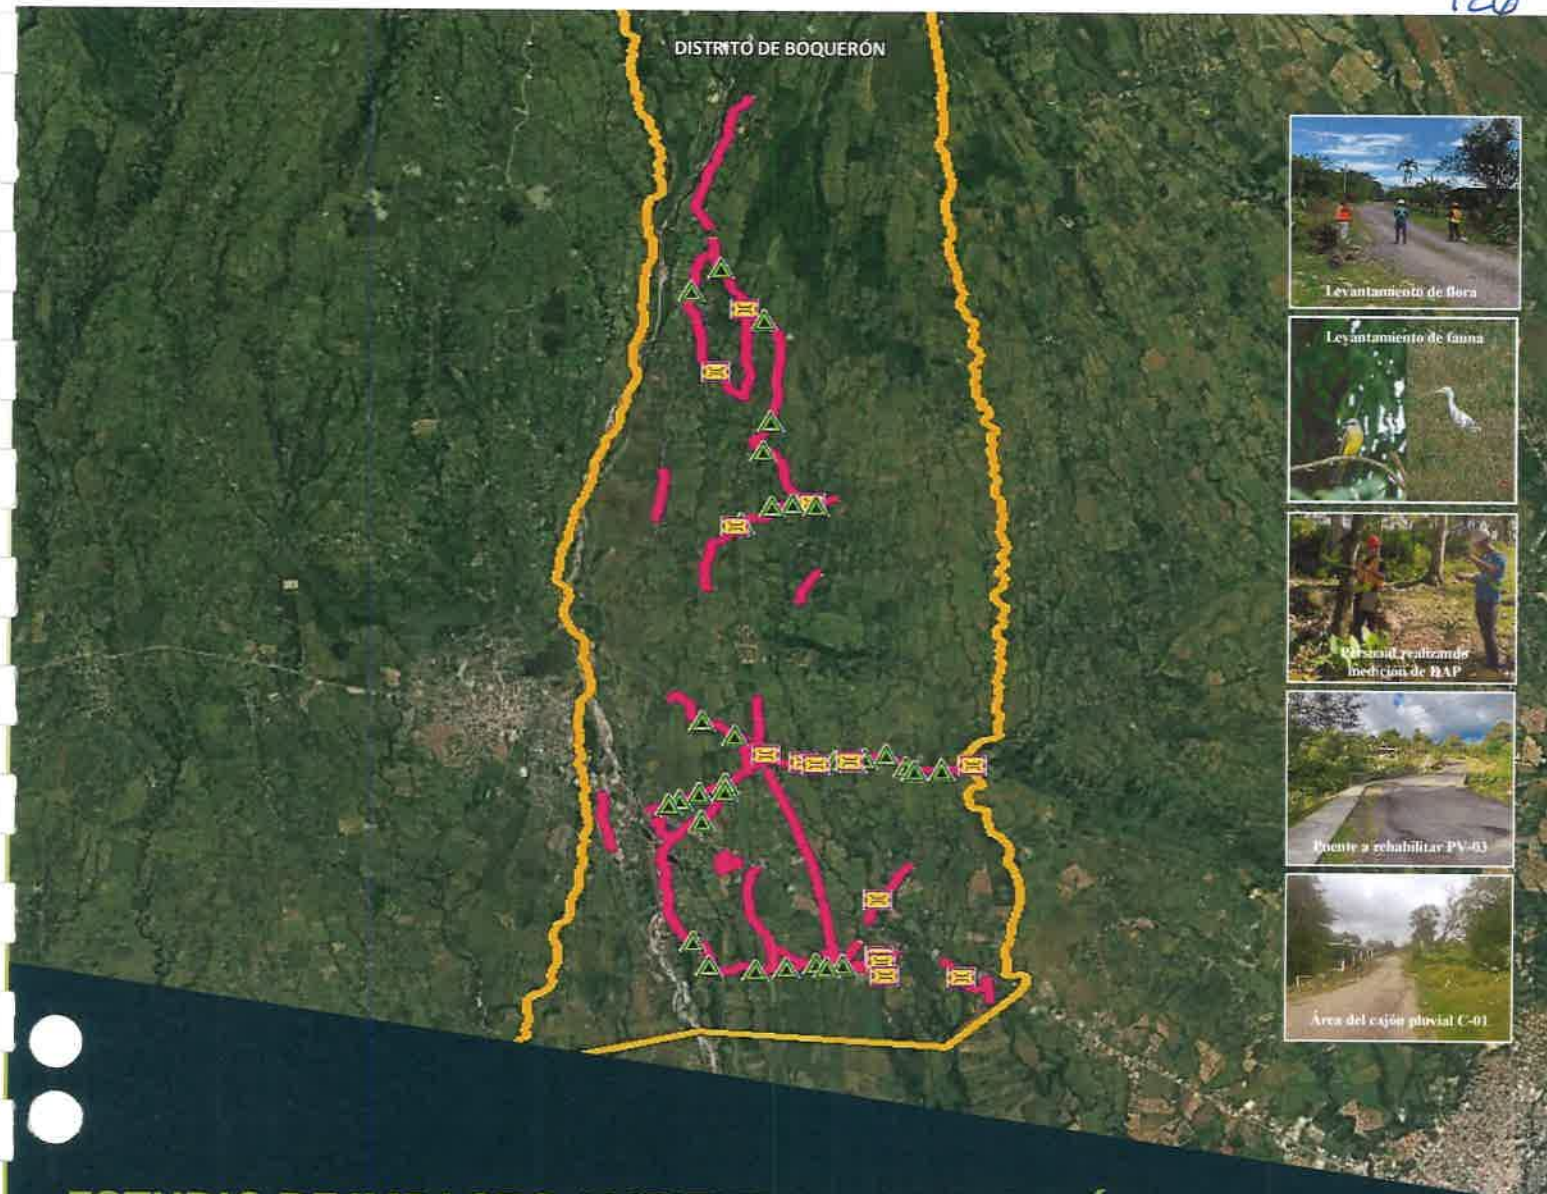 126
DISTRITO DE BOQUERÓN
Levantamiento de flora
Levantamiento de fauna
Personal realizando
medición de DAP
Puente a rehabilitar PV-03
Área del cajón pluvial C-01